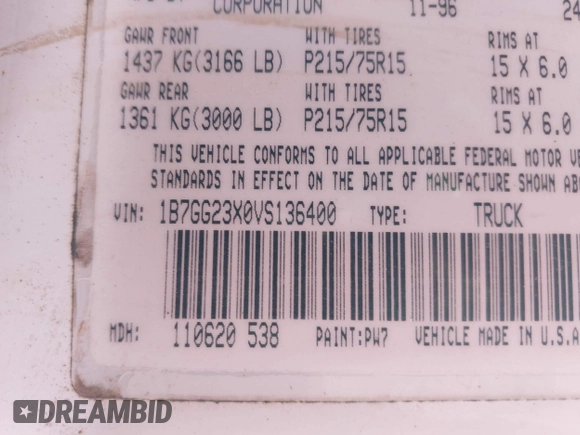 CORPORATION 11-96 24
GAWR FRONT WITH TIRES RIMS AT
1437 KG(3166 LB) P215/75R15 15 X 6.0
GAWR REAR WITH TIRES RIMS AT
1361 KG(3000 LB) P215/75R15 15 X 6.0
THIS VEHICLE CONFORMS TO ALL APPLICABLE FEDERAL MOTOR VE
STANDARDS IN EFFECT ON THE DATE OF MANUFACTURE SHOWN ABO
VIN: 1B7GG23X0VS136400 TYPE: TRUCK
MDH: 110620 538 PAINT:PW7 VEHICLE MADE IN U.S.A
DREAMBID